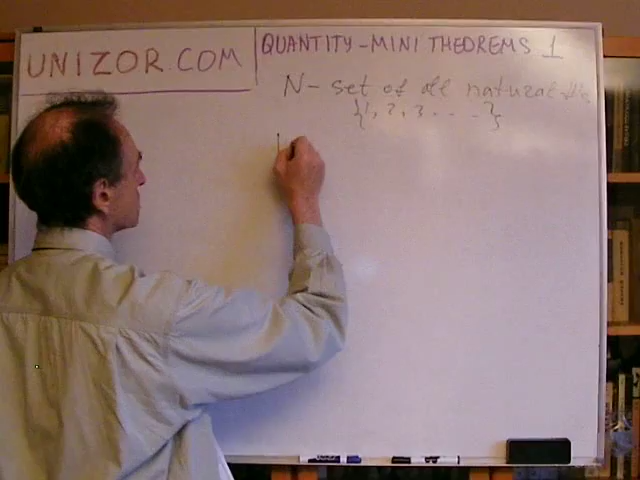 UNIZOR.COM
QUANTITY-MINI THEOREMS 1
N- set of all natural #s
{1, 2, 3.....}